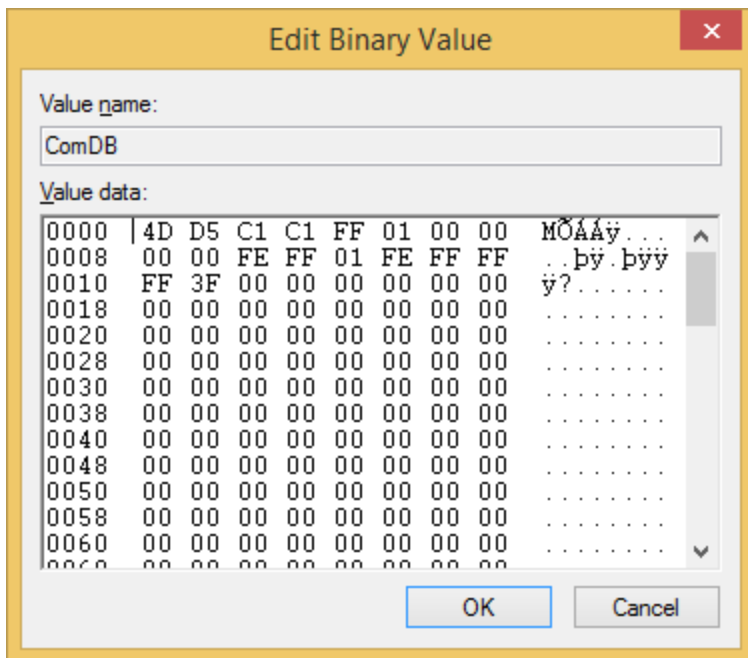 Edit Binary Value
Value name:
ComDB
Value data:
0000 4D D5 C1 C1 FF 01 00 00 MÕÁÁÿ...
0008 00 00 FE FF 01 FE FF FF ..þÿ.þÿÿ
0010 FF 3F 00 00 00 00 00 00 ÿ?......
0018 00 00 00 00 00 00 00 00 ........
0020 00 00 00 00 00 00 00 00 ........
0028 00 00 00 00 00 00 00 00 ........
0030 00 00 00 00 00 00 00 00 ........
0038 00 00 00 00 00 00 00 00 ........
0040 00 00 00 00 00 00 00 00 ........
0048 00 00 00 00 00 00 00 00 ........
0050 00 00 00 00 00 00 00 00 ........
0058 00 00 00 00 00 00 00 00 ........
0060 00 00 00 00 00 00 00 00 ........
OK Cancel